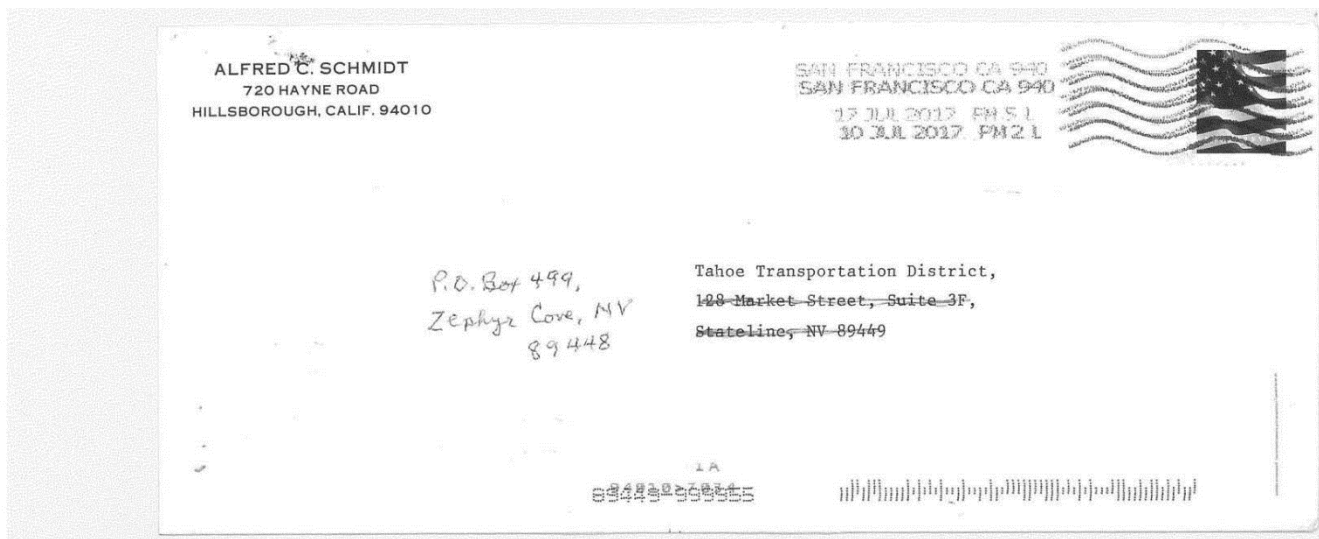 ALFRED C. SCHMIDT
720 HAYNE ROAD
HILLSBOROUGH, CALIF. 94010
SAN FRANCISCO CA 940
SAN FRANCISCO CA 940
17 JUL 2017 PM 5 L
10 JUL 2017 PM 2 L
P.O. Box 499,
Zephyr Cove, NV
89448
Tahoe Transportation District,
128 Market Street, Suite 3F,
Stateline, NV 89449
1A